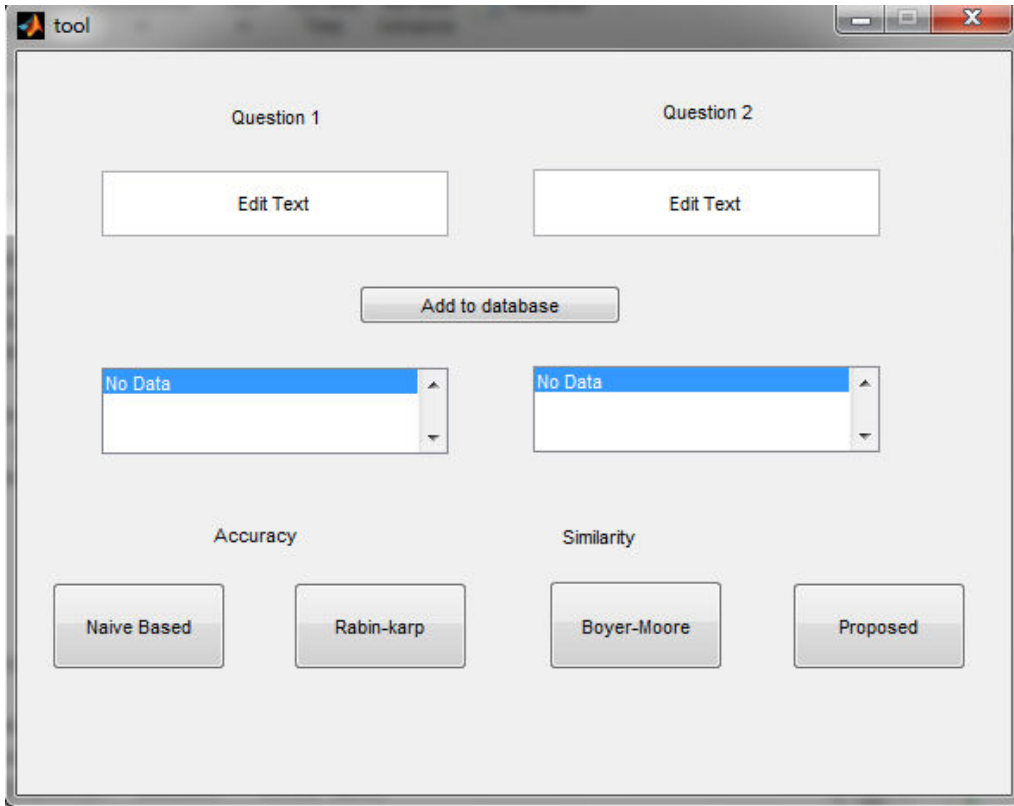 tool
Question 1
Question 2
Edit Text
Edit Text
Add to database
No Data
No Data
Accuracy
Similarity
Naive Based
Rabin-karp
Boyer-Moore
Proposed